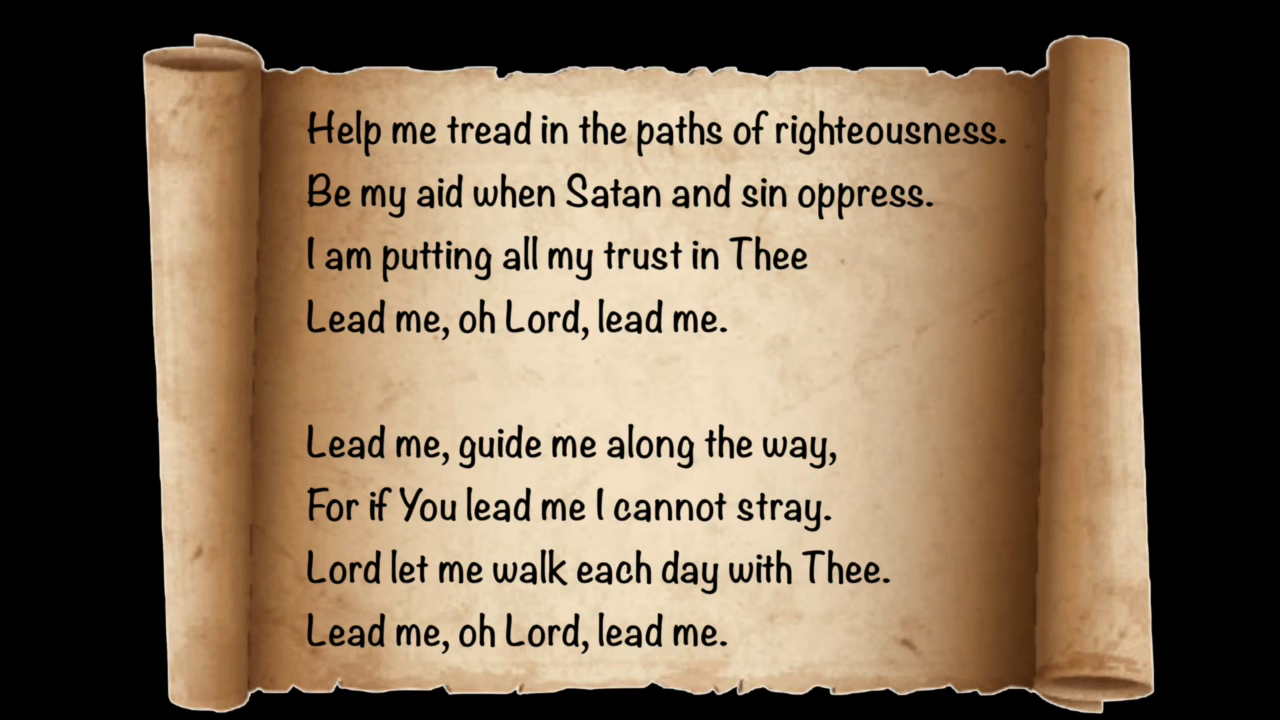 Help me tread in the paths of righteousness.
Be my aid when Satan and sin oppress.
I am putting all my trust in Thee
Lead me, oh Lord, lead me.
Lead me, guide me along the way,
For if You lead me I cannot stray.
Lord let me walk each day with Thee.
Lead me, oh Lord, lead me.